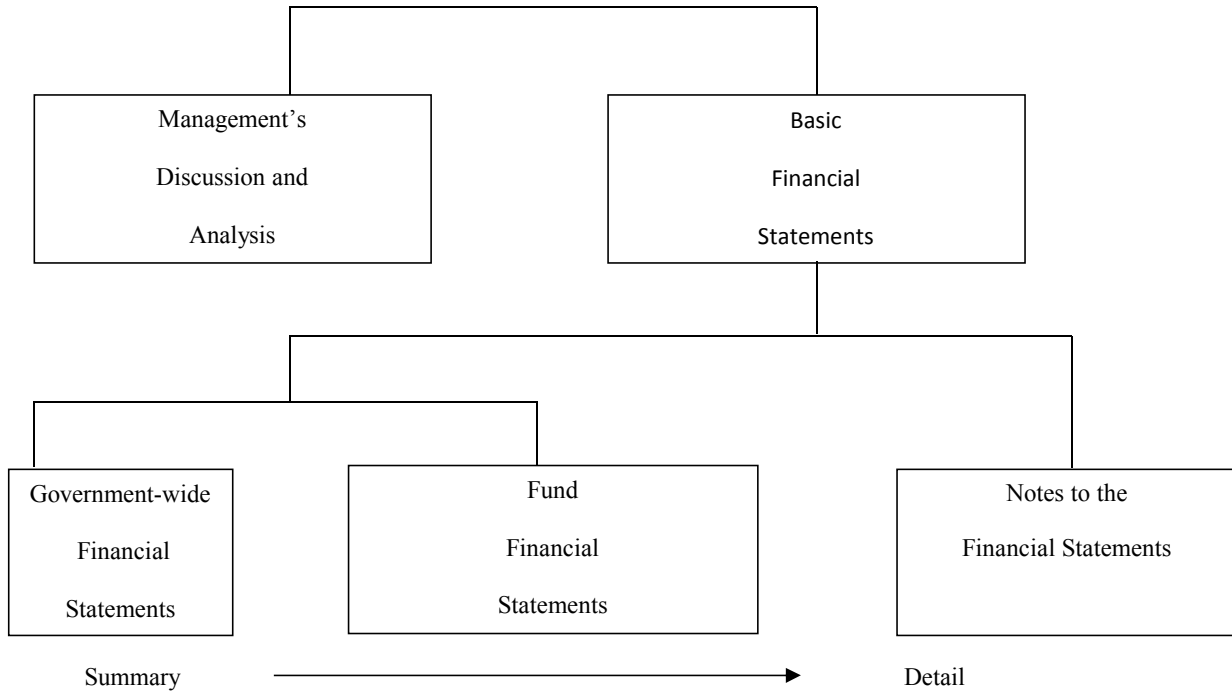 Management’s
Discussion and
Analysis
Basic
Financial
Statements
Government-wide
Financial
Statements
Fund
Financial
Statements
Notes to the
Financial Statements
Summary
Detail